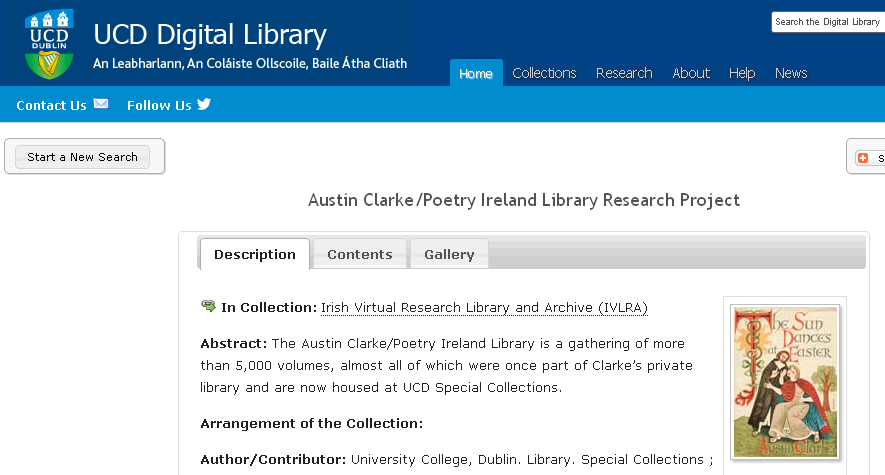 UCD
DUBLIN
UCD Digital Library
An Leabharlann, An Coláiste Ollscoile, Baile Átha Cliath
Search the Digital Library
Home Collections Research About Help News
Contact Us Follow Us
Start a New Search
S
Austin Clarke/Poetry Ireland Library Research Project
Description Contents Gallery
In Collection: Irish Virtual Research Library and Archive (IVLRA)
Abstract: The Austin Clarke/Poetry Ireland Library is a gathering of more
than 5,000 volumes, almost all of which were once part of Clarke's private
library and are now housed at UCD Special Collections.
Arrangement of the Collection:
Author/Contributor: University College, Dublin. Library. Special Collections ;
The Sun
Dances
at Easter
Austin Clarke